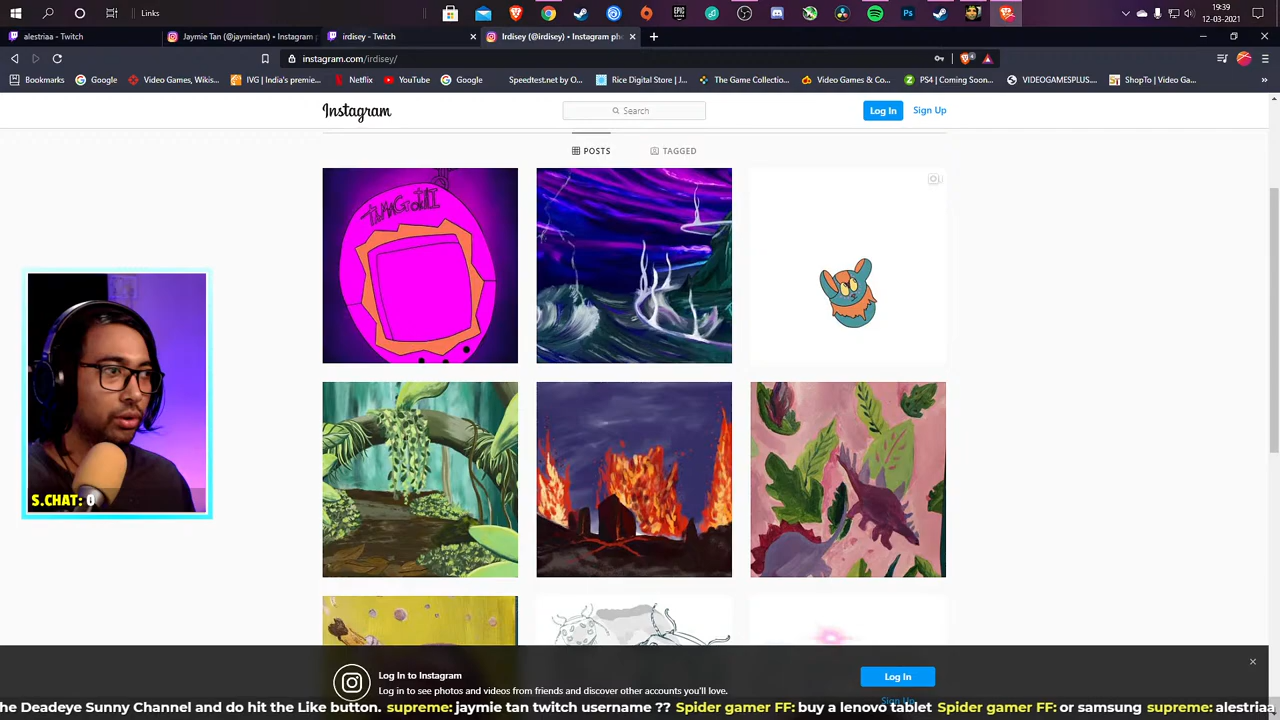 Links
19:39
12-03-2021
alestriaa - Twitch
Jaymie Tan (@jaymietan) • Instagram
irdisey - Twitch
Irdisey (@irdisey) • Instagram pho
instagram.com/irdisey/
Bookmarks
Google
Video Games, Wikis...
IVG | India's premie...
Netflix
YouTube
Google
Speedtest.net by O...
Rice Digital Store | J...
The Game Collectio...
Video Games & Co...
PS4 | Coming Soon...
VIDEOGAMESPLUS...
ShopTo | Video Ga...
Instagram
Search
Log In
Sign Up
POSTS
TAGGED
S.CHAT: 0
Log In to Instagram
Log in to see photos and videos from friends and discover other accounts you'll love.
Log In
Sign Up
he Deadeye Sunny Channel and do hit the Like button. supreme: jaymie tan twitch username ?? Spider gamer FF: buy a lenovo tablet Spider gamer FF: or samsung supreme: alestriaa